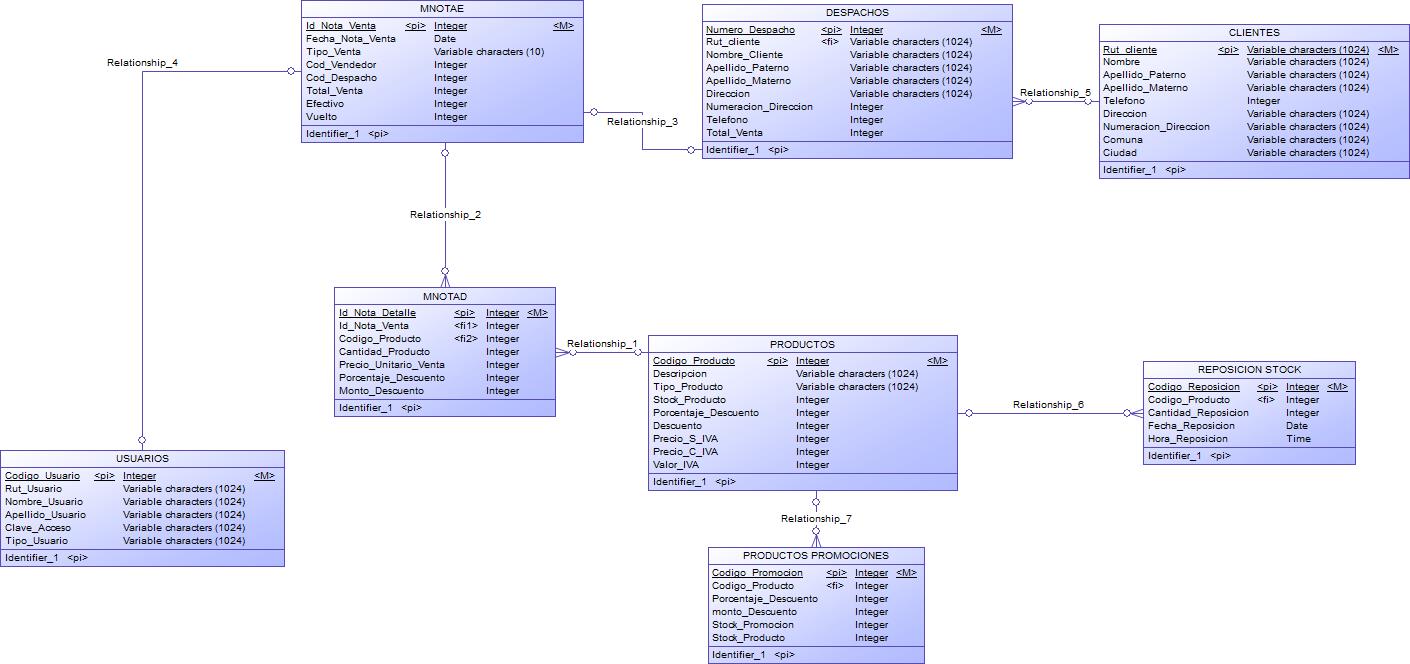 MNOTAE
Id_Nota_Venta <pi> Integer <M>
Fecha_Nota_Venta Date
Tipo_Venta Variable characters (10)
Cod_Vendedor Integer
Cod_Despacho Integer
Total_Venta Integer
Efectivo Integer
Vuelto Integer
Identifier_1 <pi>
DESPACHOS
Numero_Despacho <pi> Integer <M>
Rut_cliente <fi> Variable characters (1024)
Nombre_Cliente Variable characters (1024)
Apellido_Paterno Variable characters (1024)
Apellido_Materno Variable characters (1024)
Direccion Variable characters (1024)
Numeracion_Direccion Integer
Telefono Integer
Total_Venta Integer
Identifier_1 <pi>
CLIENTES
Rut_cliente <pi> Variable characters (1024) <M>
Nombre Variable characters (1024)
Apellido_Paterno Variable characters (1024)
Apellido_Materno Variable characters (1024)
Telefono Integer
Direccion Variable characters (1024)
Numeracion_Direccion Variable characters (1024)
Comuna Variable characters (1024)
Ciudad Variable characters (1024)
Identifier_1 <pi>
Relationship_4
Relationship_3
Relationship_5
Relationship_2
MNOTAD
Id_Nota_Detalle <pi> Integer <M>
Id_Nota_Venta <fi1> Integer
Codigo_Producto <fi2> Integer
Cantidad_Producto Integer
Precio_Unitario_Venta Integer
Porcentaje_Descuento Integer
Monto_Descuento Integer
Identifier_1 <pi>
Relationship_1
PRODUCTOS
Codigo_Producto <pi> Integer <M>
Descripcion Variable characters (1024)
Tipo_Producto Variable characters (1024)
Stock_Producto Integer
Porcentaje_Descuento Integer
Descuento Integer
Precio_S_IVA Integer
Precio_C_IVA Integer
Valor_IVA Integer
Identifier_1 <pi>
Relationship_6
REPOSICION STOCK
Codigo_Reposicion <pi> Integer <M>
Codigo_Producto <fi> Integer
Cantidad_Reposicion Integer
Fecha_Reposicion Date
Hora_Reposicion Time
Identifier_1 <pi>
USUARIOS
Codigo_Usuario <pi> Integer <M>
Rut_Usuario Variable characters (1024)
Nombre_Usuario Variable characters (1024)
Apellido_Usuario Variable characters (1024)
Clave_Acceso Variable characters (1024)
Tipo_Usuario Variable characters (1024)
Identifier_1 <pi>
Relationship_7
PRODUCTOS PROMOCIONES
Codigo_Promocion <pi> Integer <M>
Codigo_Producto <fi> Integer
Porcentaje_Descuento Integer
monto_Descuento Integer
Stock_Promocion Integer
Stock_Producto Integer
Identifier_1 <pi>